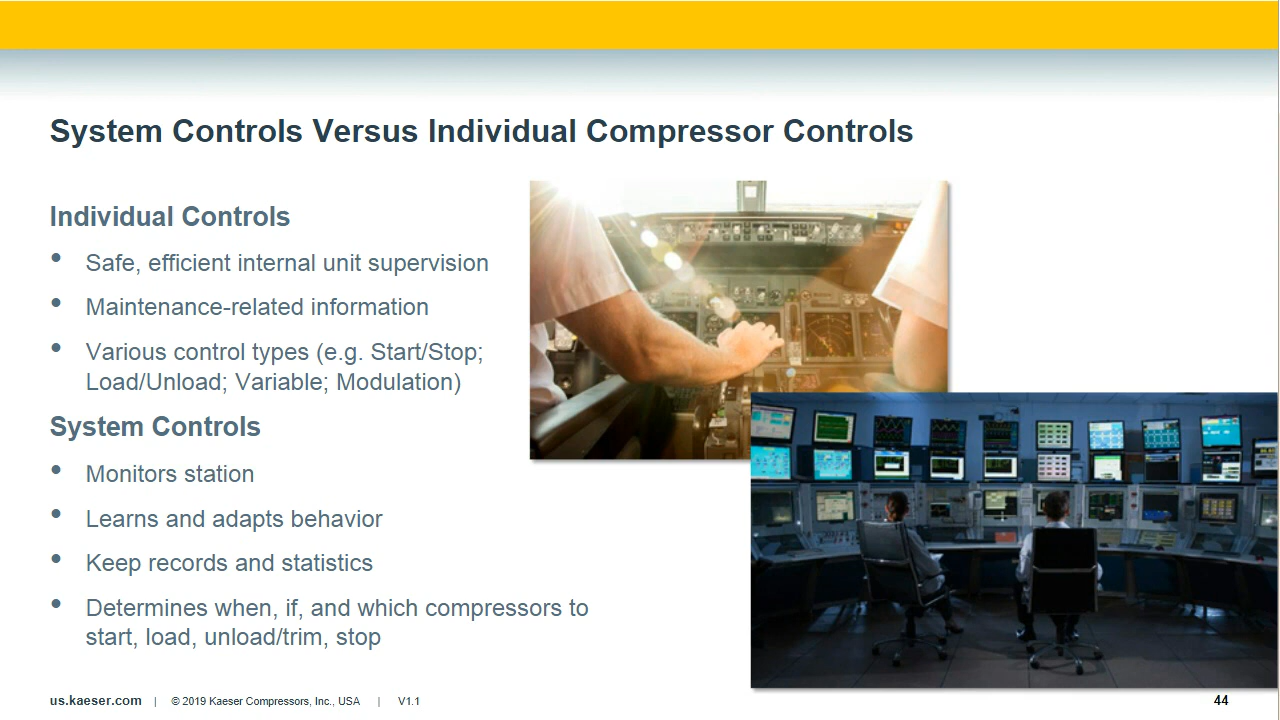 System Controls Versus Individual Compressor Controls
Individual Controls
• Safe, efficient internal unit supervision
• Maintenance-related information
• Various control types (e.g. Start/Stop;
Load/Unload; Variable; Modulation)
System Controls
• Monitors station
• Learns and adapts behavior
• Keep records and statistics
• Determines when, if, and which compressors to
start, load, unload/trim, stop
us.kaeser.com | © 2019 Kaeser Compressors, Inc., USA | V1.1
44